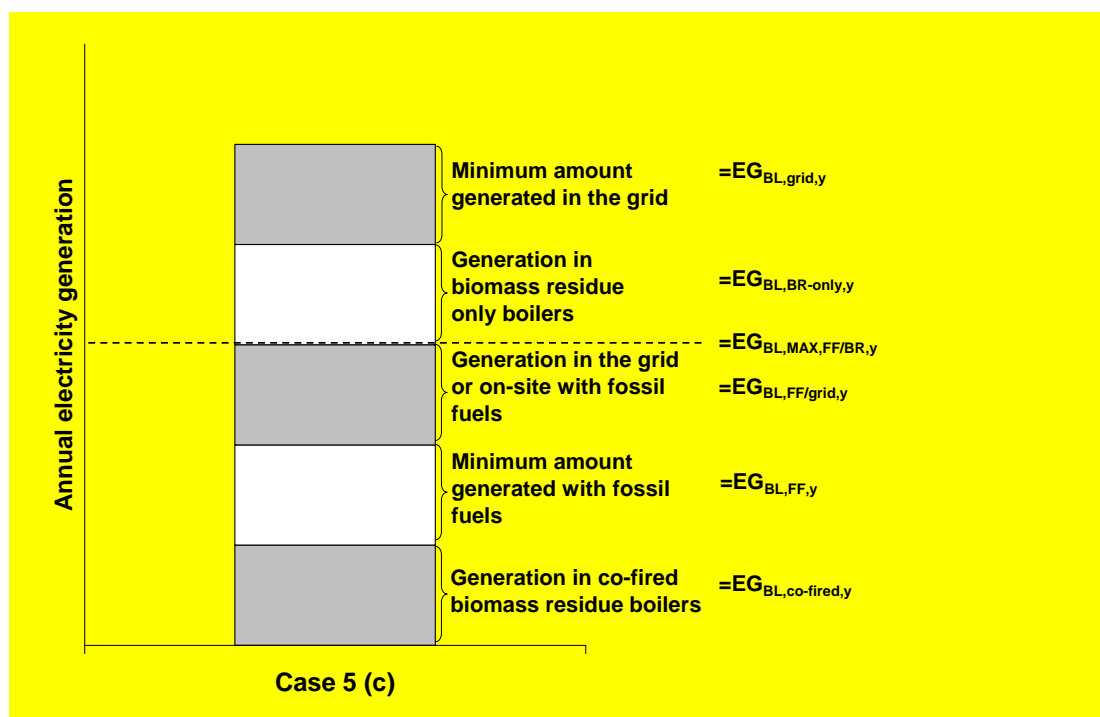 Annual electricity generation
Minimum amount
generated in the grid
=EG_BL,grid,y
Generation in
biomass residue
only boilers
=EG_BL,BR-only,y
=EG_BL,MAX,FF/BR,y
Generation in the grid
or on-site with fossil
fuels
=EG_BL,FF/grid,y
Minimum amount
generated with fossil
fuels
=EG_BL,FF,y
Generation in co-fired
biomass residue boilers
=EG_BL,co-fired,y
Case 5 (c)